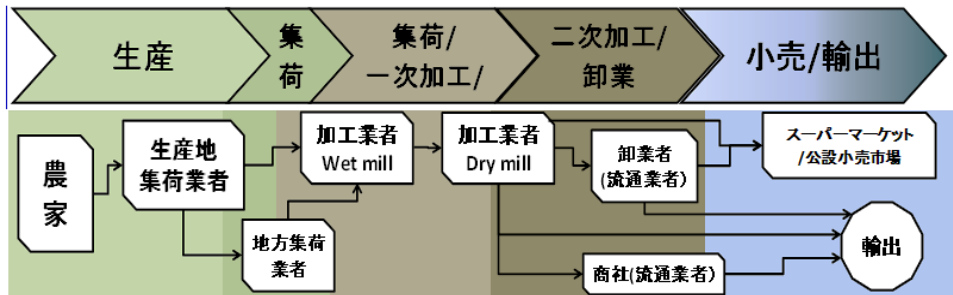 生産
集
荷
集荷/
一次加工/
二次加工/
卸業
小売/輸出
農
家
生産地
集荷業者
地方集荷
業者
加工業者
Wet mill
加工業者
Dry mill
卸業者
(流通業者)
商社(流通業者)
スーパーマーケット
/公設小売市場
輸出